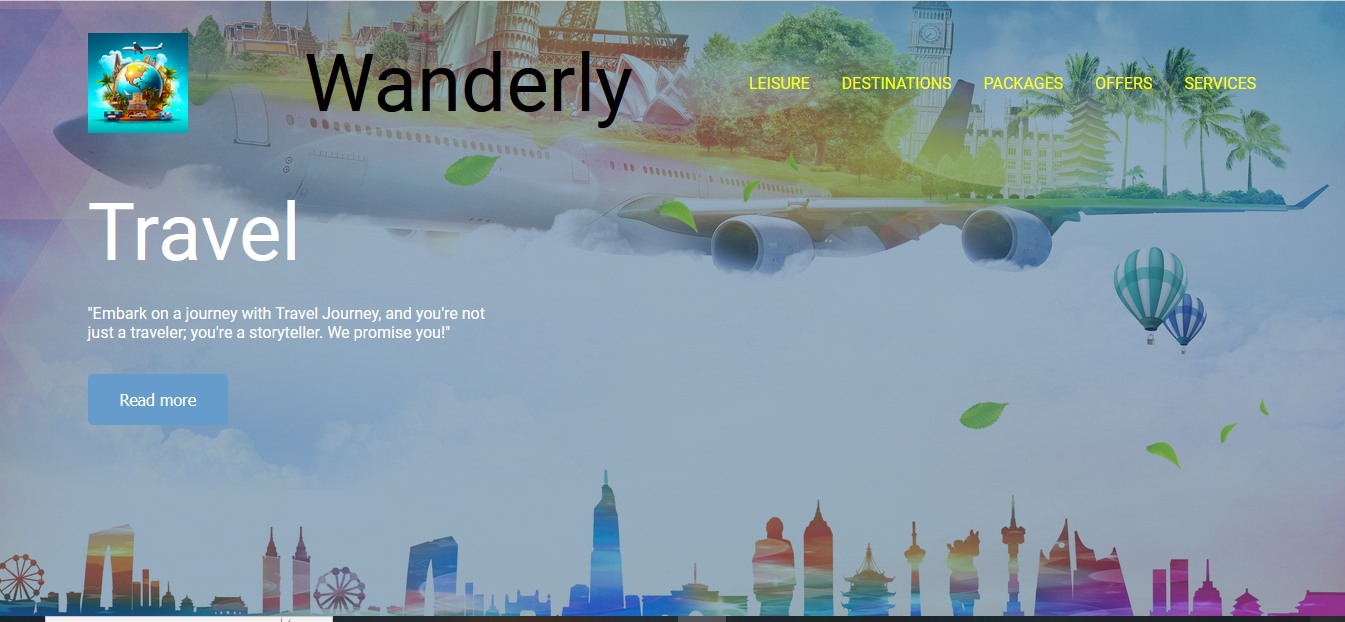 Wanderly
LEISURE DESTINATIONS PACKAGES OFFERS SERVICES
Travel
"Embark on a journey with Travel Journey, and you're not
just a traveler; you're a storyteller. We promise you!"
Read more